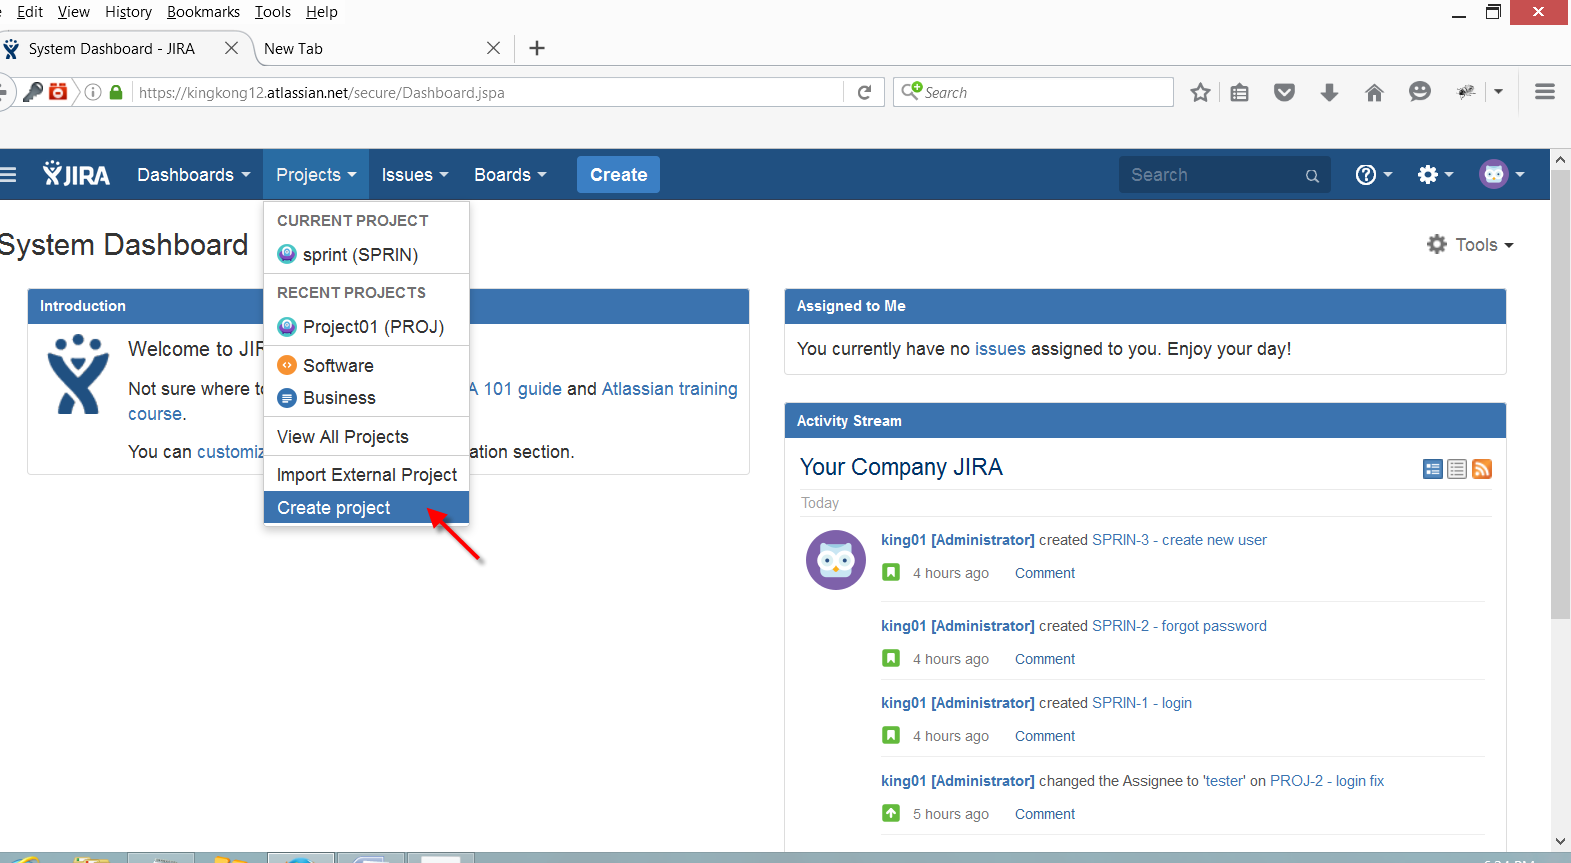 Edit View History Bookmarks Tools Help
System Dashboard - JIRA
New Tab
https://kingkong12.atlassian.net/secure/Dashboard.jspa
Search
JIRA
Dashboards Projects Issues Boards Create
Search
System Dashboard
Tools
CURRENT PROJECT
sprint (SPRIN)
RECENT PROJECTS
Project01 (PROJ)
Software
Business
View All Projects
Import External Project
Create project
Introduction
Welcome to JIR
Not sure where to A 101 guide and Atlassian training
course.
You can customiz ation section.
Assigned to Me
You currently have no issues assigned to you. Enjoy your day!
Activity Stream
Your Company JIRA
Today
king01 [Administrator] created SPRIN-3 - create new user
4 hours ago Comment
king01 [Administrator] created SPRIN-2 - forgot password
4 hours ago Comment
king01 [Administrator] created SPRIN-1 - login
4 hours ago Comment
king01 [Administrator] changed the Assignee to 'tester' on PROJ-2 - login fix
5 hours ago Comment